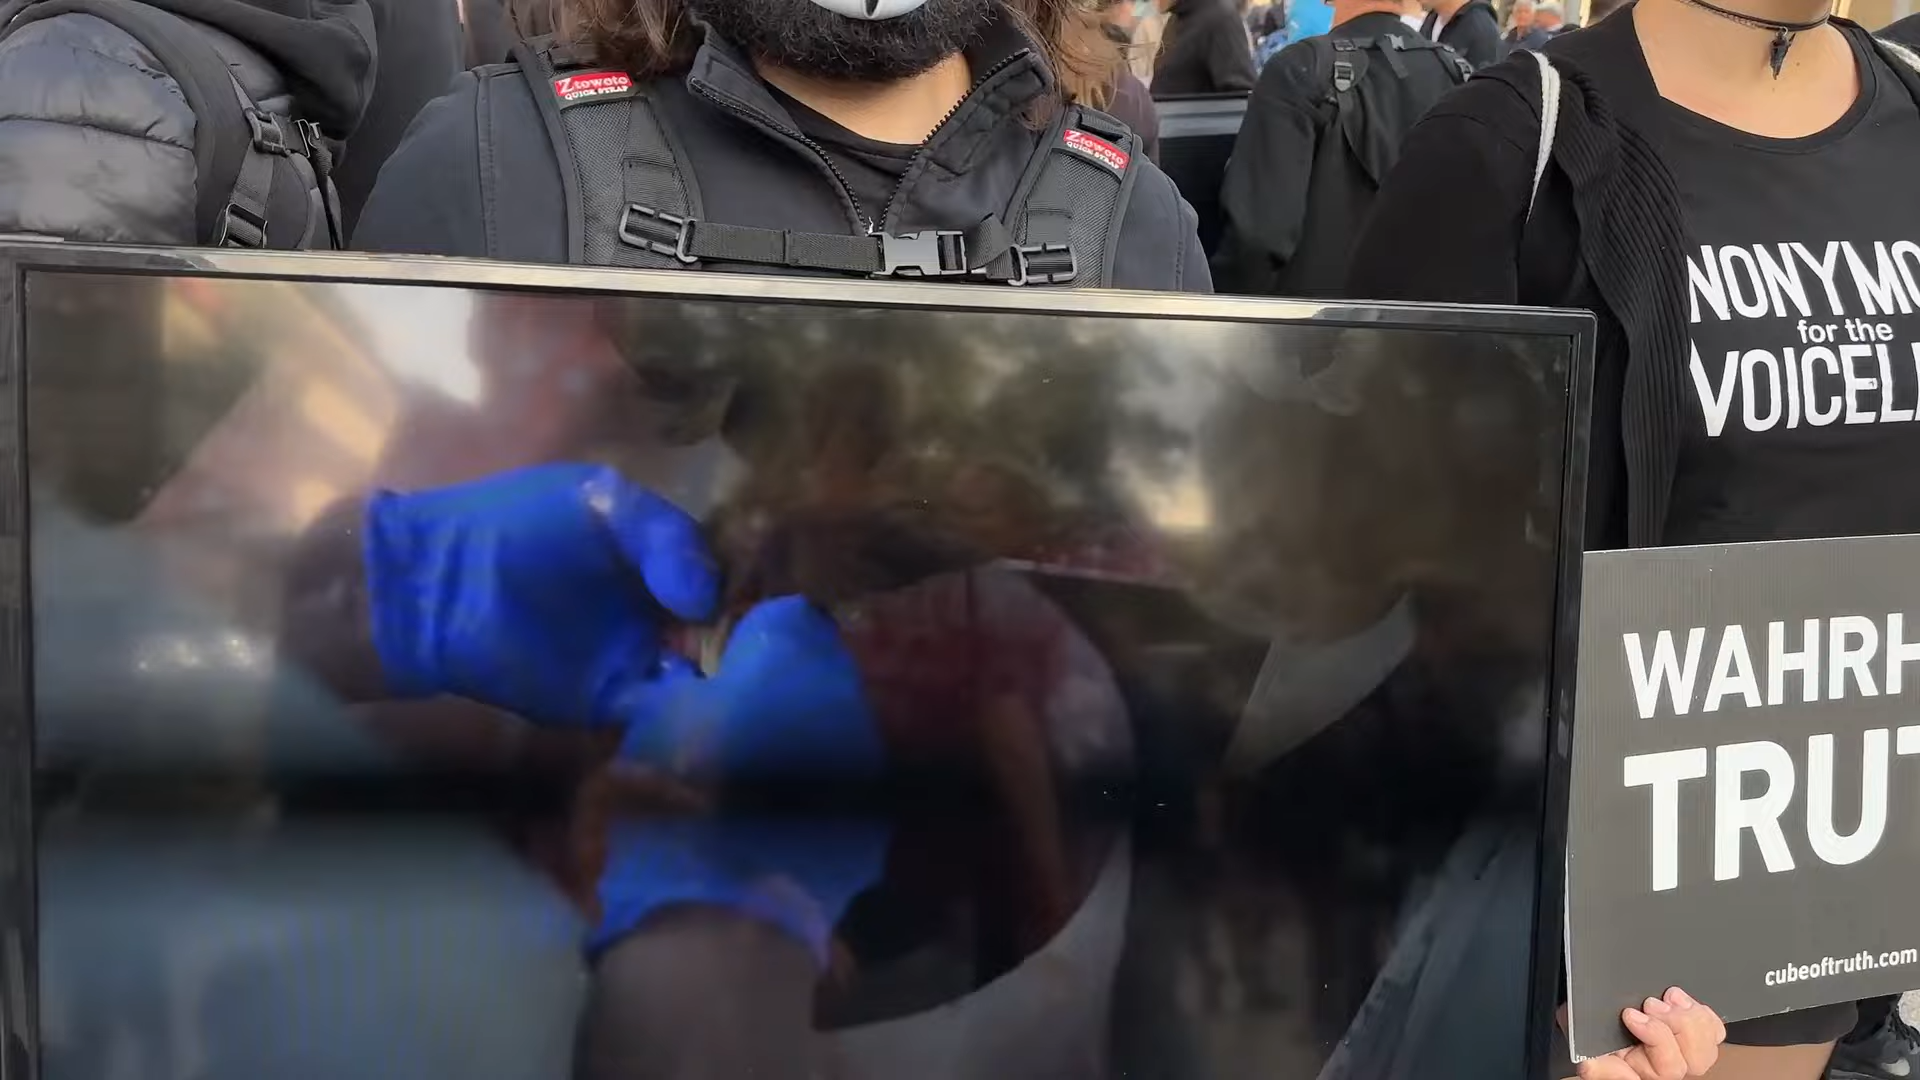 Ztowoto
QUICK STRAP
Ztowoto
QUICK STRAP
NONYMO
for the
VOICEL
WAHRH
TRUT
cubeoftruth.com